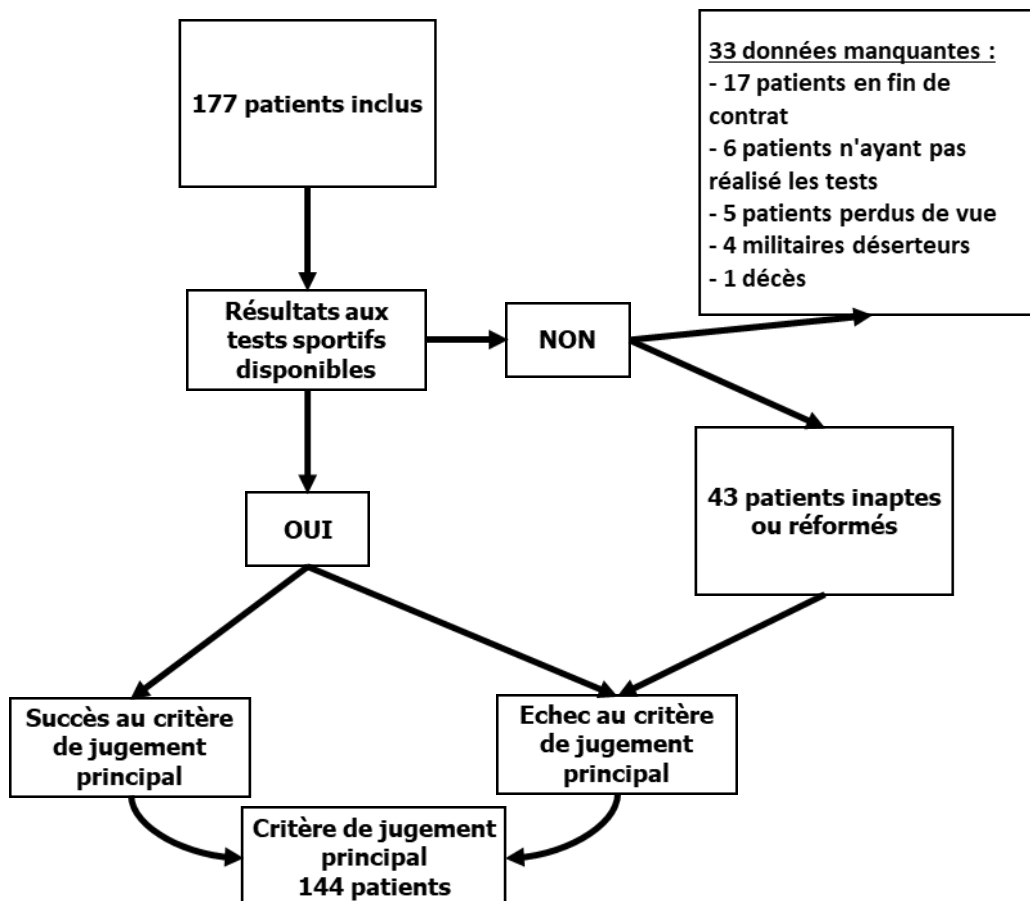 177 patients inclus
33 données manquantes :
- 17 patients en fin de
contrat
- 6 patients n'ayant pas
réalisé les tests
- 5 patients perdus de vue
- 4 militaires déserteurs
- 1 décès
Résultats aux
tests sportifs
disponibles
NON
OUI
43 patients inaptes
ou réformés
Succès au critère
de jugement
principal
Echec au critère
de jugement
principal
Critère de jugement
principal
144 patients